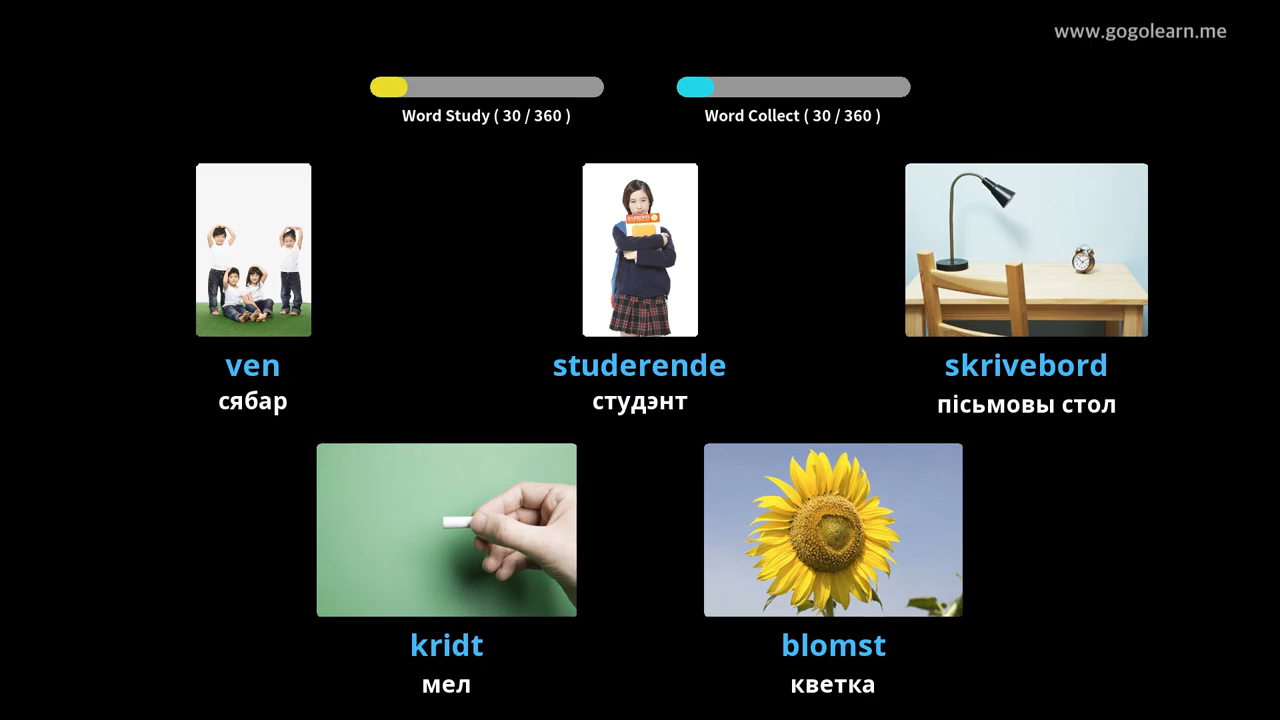 www.gogolearn.me
Word Study ( 30 / 360 )
Word Collect ( 30 / 360 )
ven
сябар
studerende
студэнт
skrivebord
пісьмовы стол
kridt
мел
blomst
кветка